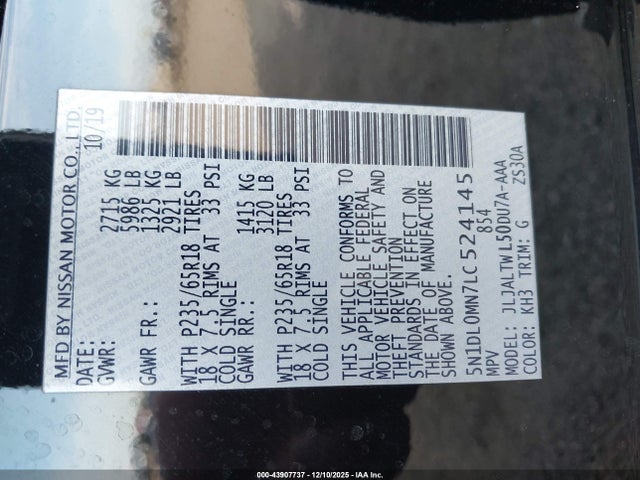 MFD BY NISSAN MOTOR CO., LTD.
DATE: 10/19
GVWR: 2715 KG
5986 LB
GAWR FR.: 1325 KG
2921 LB
WITH P235/65R18 TIRES
18 X 7.5 RIMS AT 33 PSI
COLD SINGLE
GAWR RR.: 1415 KG
3120 LB
WITH P235/65R18 TIRES
18 X 7.5 RIMS AT 33 PSI
COLD SINGLE
THIS VEHICLE CONFORMS TO
ALL APPLICABLE FEDERAL
MOTOR VEHICLE SAFETY AND
THEFT PREVENTION
STANDARDS IN EFFECT ON
THE DATE OF MANUFACTURE
SHOWN ABOVE.
5N1DL0MN7LC524145
MPV 854
MODEL: JLJALTWL50DU7A-AAA
COLOR: KH3 TRIM: G ZS30A
000-43907737 - 12/10/2025 - IAA Inc.